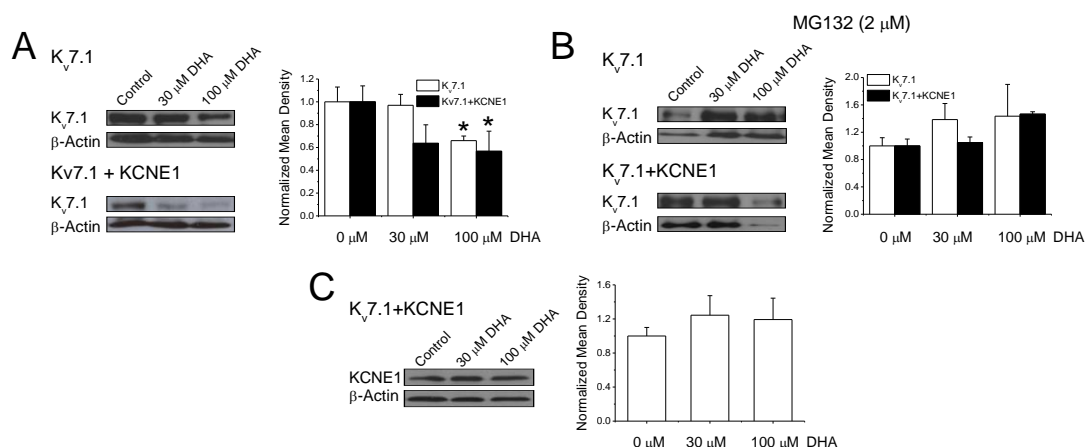 A
Kv7.1
Control
30 μM DHA
100 μM DHA
Kv7.1
β-Actin
Kv7.1 + KCNE1
Kv7.1
β-Actin
Normalized Mean Density
1.2
1.0
0.8
0.6
0.4
0.2
0.0
Kv7.1
Kv7.1+KCNE1
* *
0 μM 30 μM 100 μM DHA
B
MG132 (2 μM)
Kv7.1
Control
30 μM DHA
100 μM DHA
Kv7.1
β-Actin
Kv7.1+KCNE1
Kv7.1
β-Actin
Normalized Mean Density
2.0
1.6
1.2
0.8
0.4
0.0
Kv7.1
Kv7.1+KCNE1
0 μM 30 μM 100 μM DHA
C
Kv7.1+KCNE1
Control
30 μM DHA
100 μM DHA
KCNE1
β-Actin
Normalized Mean Density
1.6
1.2
0.8
0.4
0.0
0 μM 30 μM 100 μM DHA